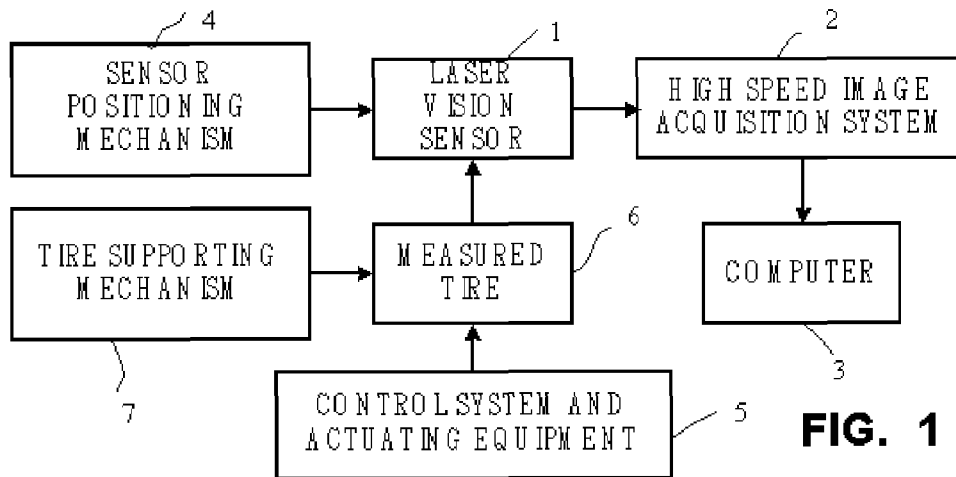 4
SENSOR
POSITIONING
MECHANISM
1
LASER
VISION
SENSOR
2
HIGH SPEED IMAGE
ACQUISITION SYSTEM
TIRE SUPPORTING
MECHANISM
7
6
MEASURED
TIRE
COMPUTER
3
CONTROL SYSTEM AND
ACTUATING EQUIPMENT
5
FIG. 1